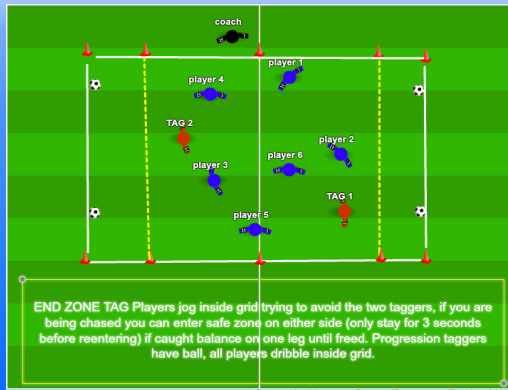 coach
player 1
player 4
TAG 2
player 2
player 6
player 3
TAG 1
player 5
END ZONE TAG Players jog inside grid trying to avoid the two taggers, if you are
being chased you can enter safe zone on either side (only stay for 3 seconds
before reentering) if caught balance on one leg until freed. Progression taggers
have ball, all players dribble inside grid.